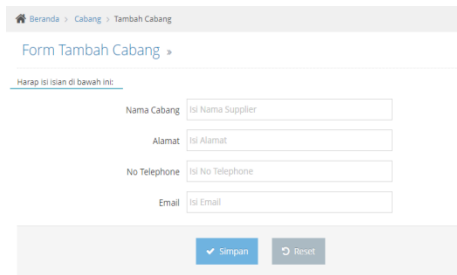 Beranda > Cabang > Tambah Cabang
Form Tambah Cabang »
Harap isi isian di bawah ini:
Nama Cabang Isi Nama Supplier
Alamat Isi Alamat
No Telephone Isi No Telephone
Email Isi Email
Simpan Reset